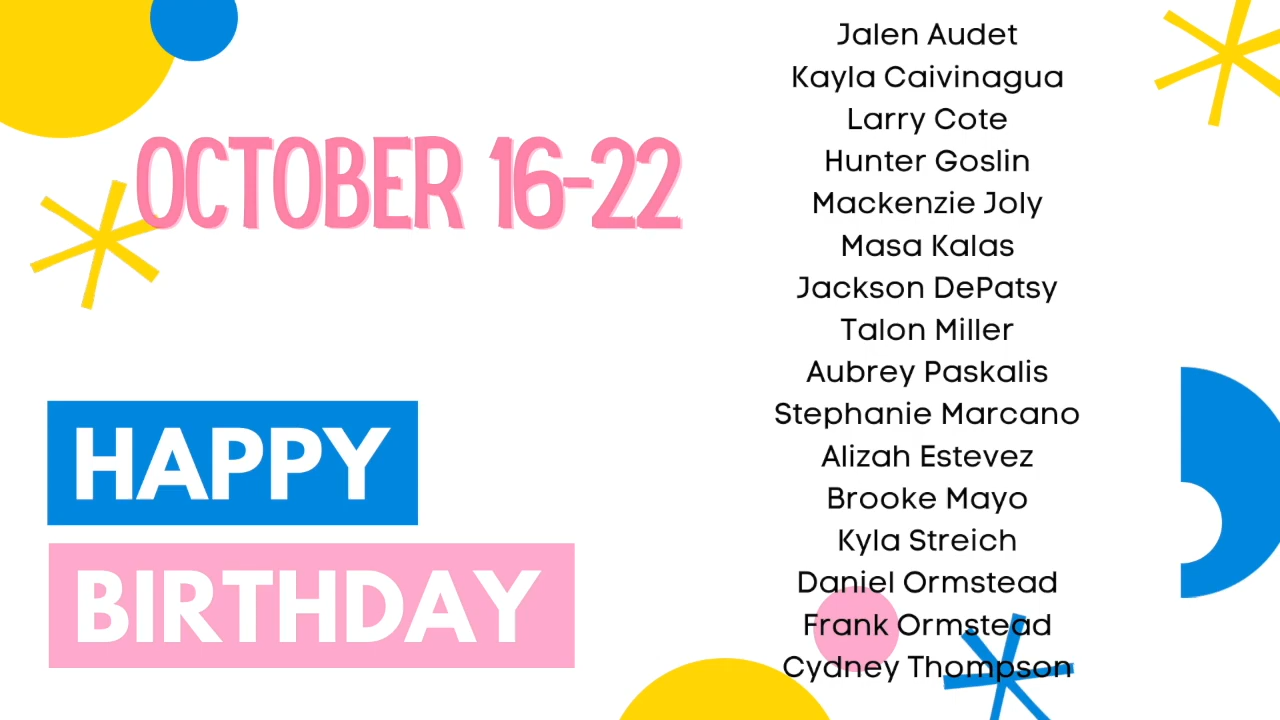 OCTOBER 16-22
HAPPY
BIRTHDAY
Jalen Audet
Kayla Caivinagua
Larry Cote
Hunter Goslin
Mackenzie Joly
Masa Kalas
Jackson DePatsy
Talon Miller
Aubrey Paskalis
Stephanie Marcano
Alizah Estevez
Brooke Mayo
Kyla Streich
Daniel Ormstead
Frank Ormstead
Cydney Thompson